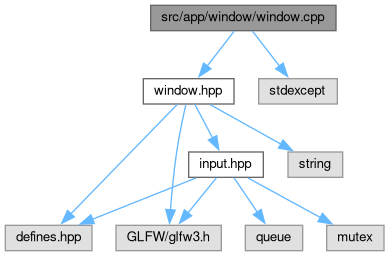 src/app/window/window.cpp
window.hpp
stdexcept
input.hpp
string
defines.hpp
GLFW/glfw3.h
queue
mutex